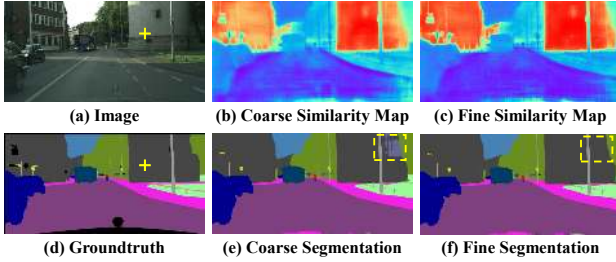 (a) Image
(b) Coarse Similarity Map
(c) Fine Similarity Map
(d) Groundtruth
(e) Coarse Segmentation
(f) Fine Segmentation